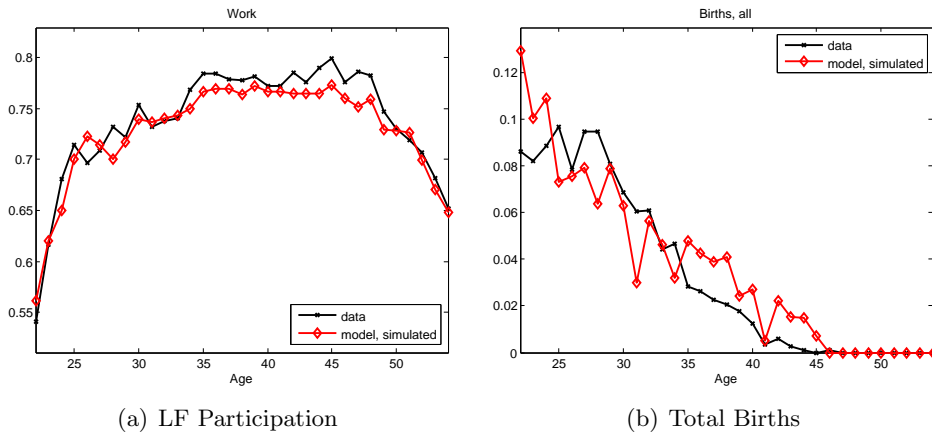 Work
0.8
0.75
0.7
0.65
0.6
0.55
25 30 35 40 45 50
Age
data
model, simulated
(a) LF Participation
Births, all
0.12
0.1
0.08
0.06
0.04
0.02
0
25 30 35 40 45 50
Age
data
model, simulated
(b) Total Births